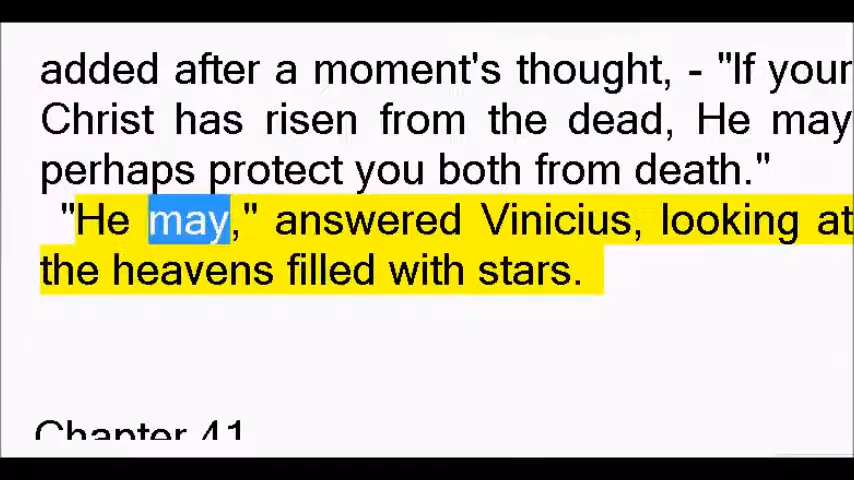 added after a moment's thought, - "If your
Christ has risen from the dead, He may
perhaps protect you both from death."
"He may," answered Vinicius, looking at
the heavens filled with stars.
Chapter 41